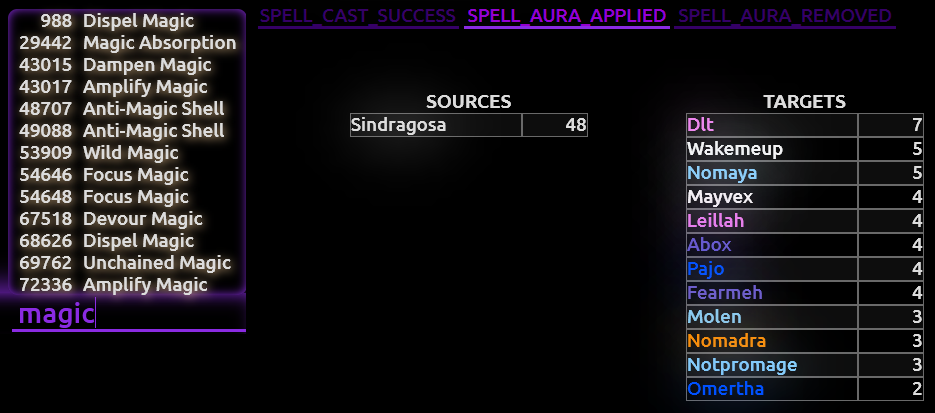 988 Dispel Magic
29442 Magic Absorption
43015 Dampen Magic
43017 Amplify Magic
48707 Anti-Magic Shell
49088 Anti-Magic Shell
53909 Wild Magic
54646 Focus Magic
54648 Focus Magic
67518 Devour Magic
68626 Dispel Magic
69762 Unchained Magic
72336 Amplify Magic
magic
SPELL_CAST_SUCCESS SPELL_AURA_APPLIED SPELL_AURA_REMOVED
SOURCES
Sindragosa 48
TARGETS
Dlt 7
Wakemeup 5
Nomaya 5
Mayvex 4
Leillah 4
Abox 4
Pajo 4
Fearmeh 4
Molen 3
Nomadra 3
Notpromage 3
Omertha 2